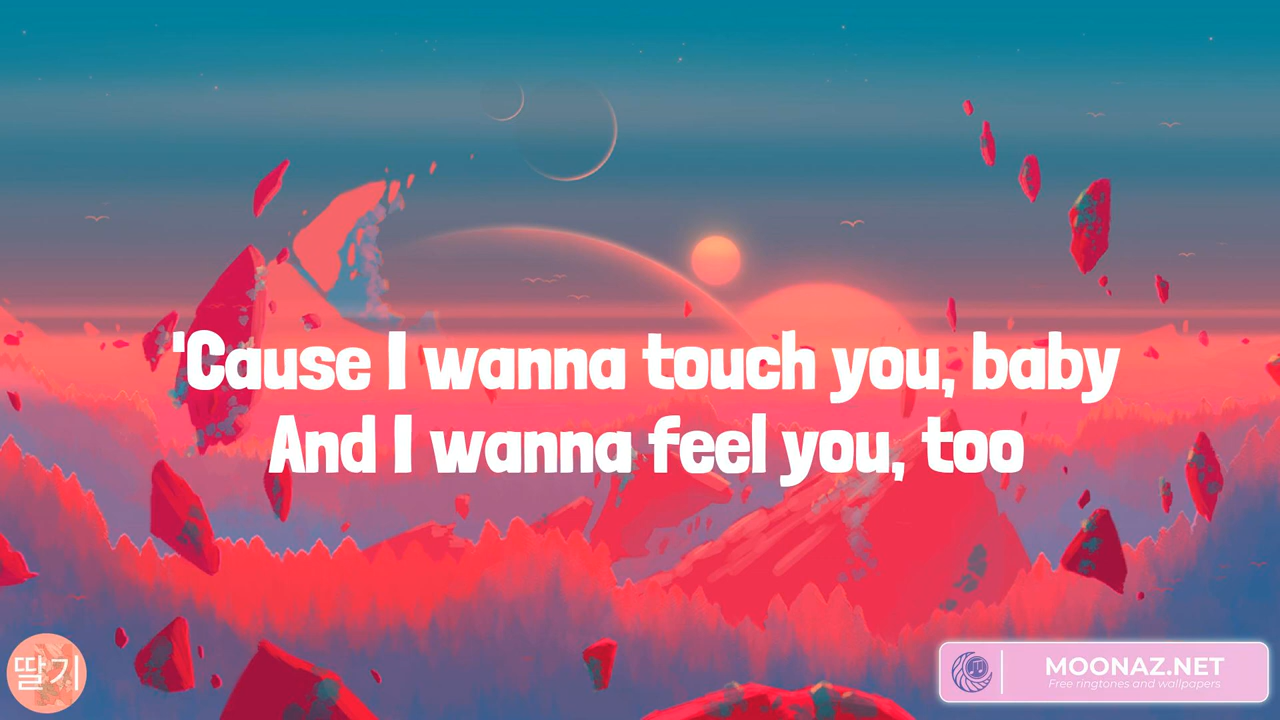 'Cause I wanna touch you, baby
And I wanna feel you, too
딸기
MOONAZ.NET
Free ringtones and wallpapers